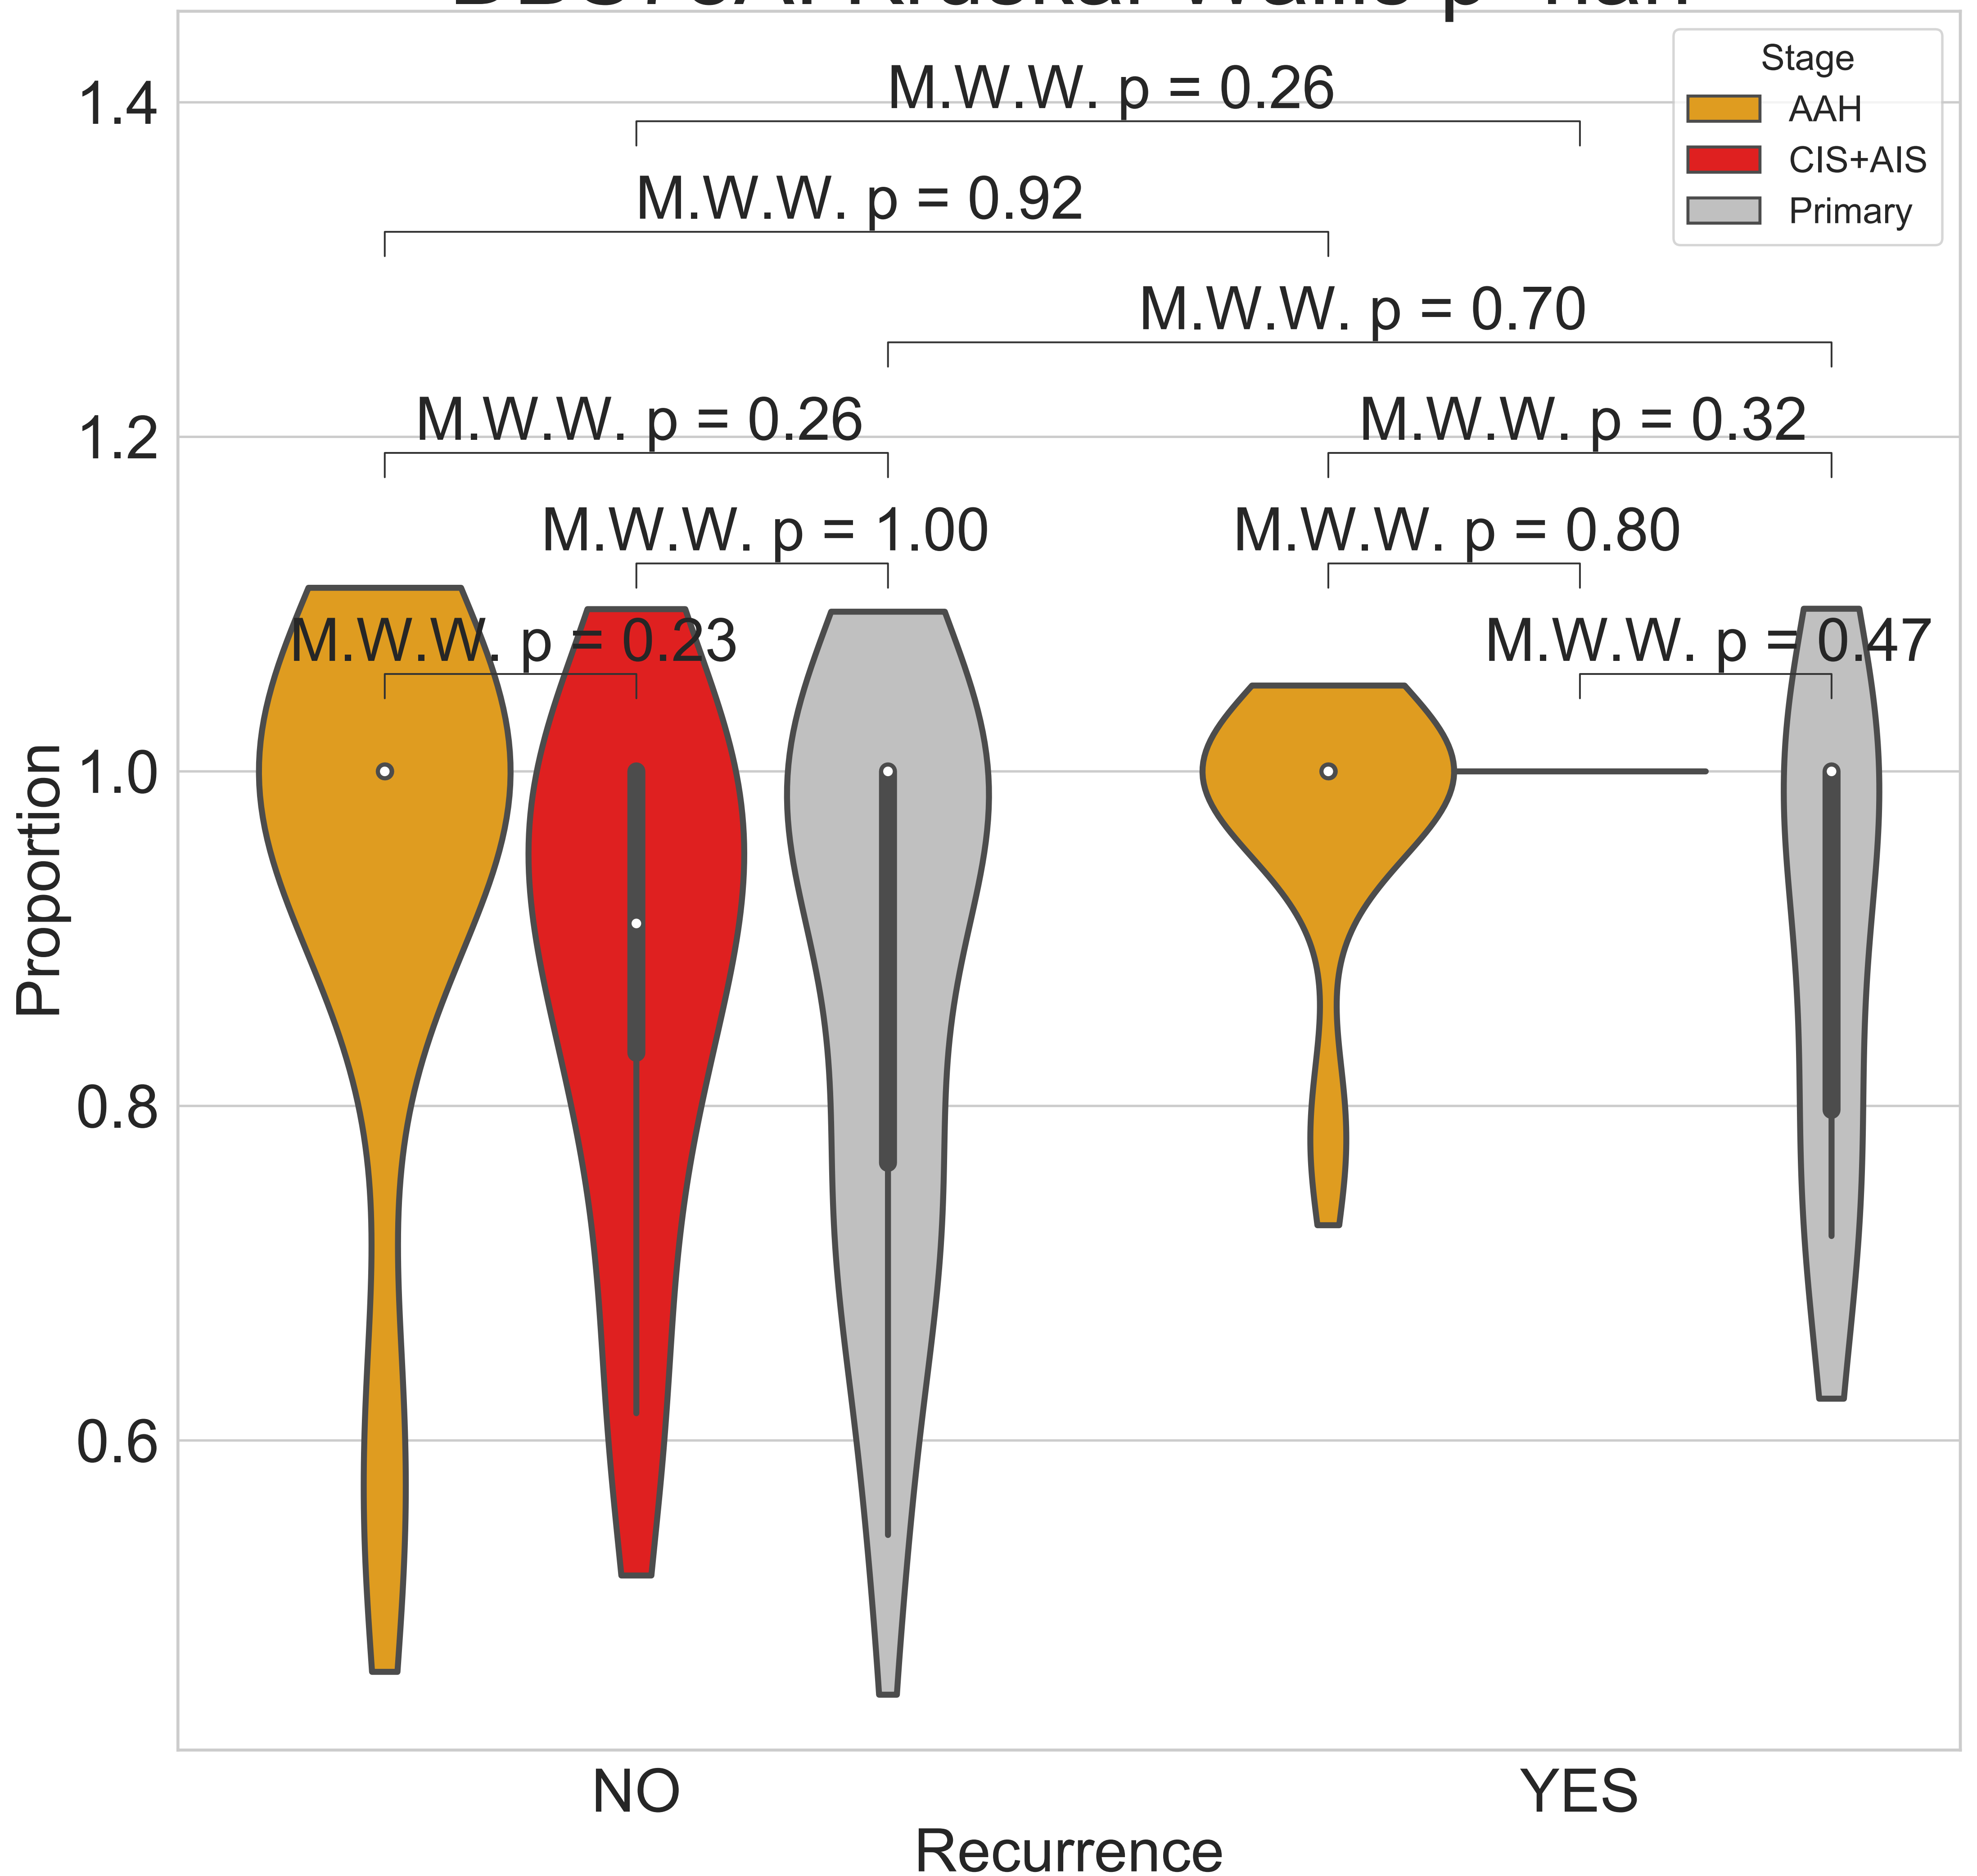 1.4
1.2
1.0
0.8
0.6
Proportion
M.W.W. p = 0.26
M.W.W. p = 0.92
M.W.W. p = 0.70
M.W.W. p = 0.26
M.W.W. p = 0.32
M.W.W. p = 1.00
M.W.W. p = 0.80
M.W.W. p = 0.23
M.W.W. p = 0.47
Stage
AAH
CIS+AIS
Primary
NO
YES
Recurrence